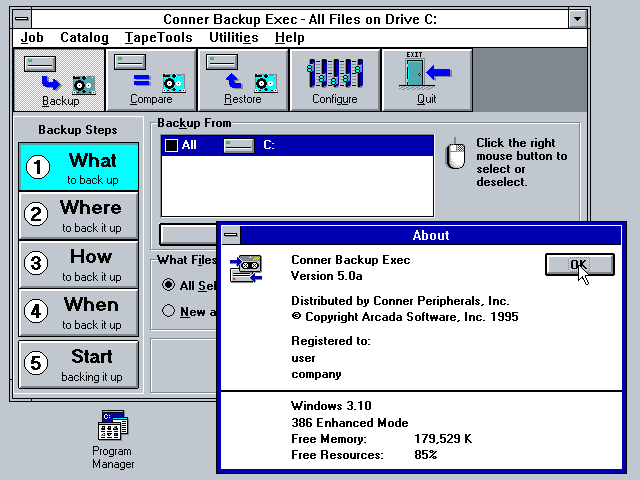 Conner Backup Exec - All Files on Drive C:
Job Catalog TapeTools Utilities Help
Backup
Compare
Restore
Configure
EXIT
Quit
Backup Steps
1 What
to back up
2 Where
to back it up
3 How
to back it up
4 When
to back it up
5 Start
backing it up
Backup From
All C:
Click the right
mouse button to
select or
deselect.
What Files
All Sel
New a
About
Conner Backup Exec
Version 5.0a
OK
Distributed by Conner Peripherals, Inc.
© Copyright Arcada Software, Inc. 1995
Registered to:
user
company
Windows 3.10
386 Enhanced Mode
Free Memory: 179,529 K
Free Resources: 85%
Program
Manager